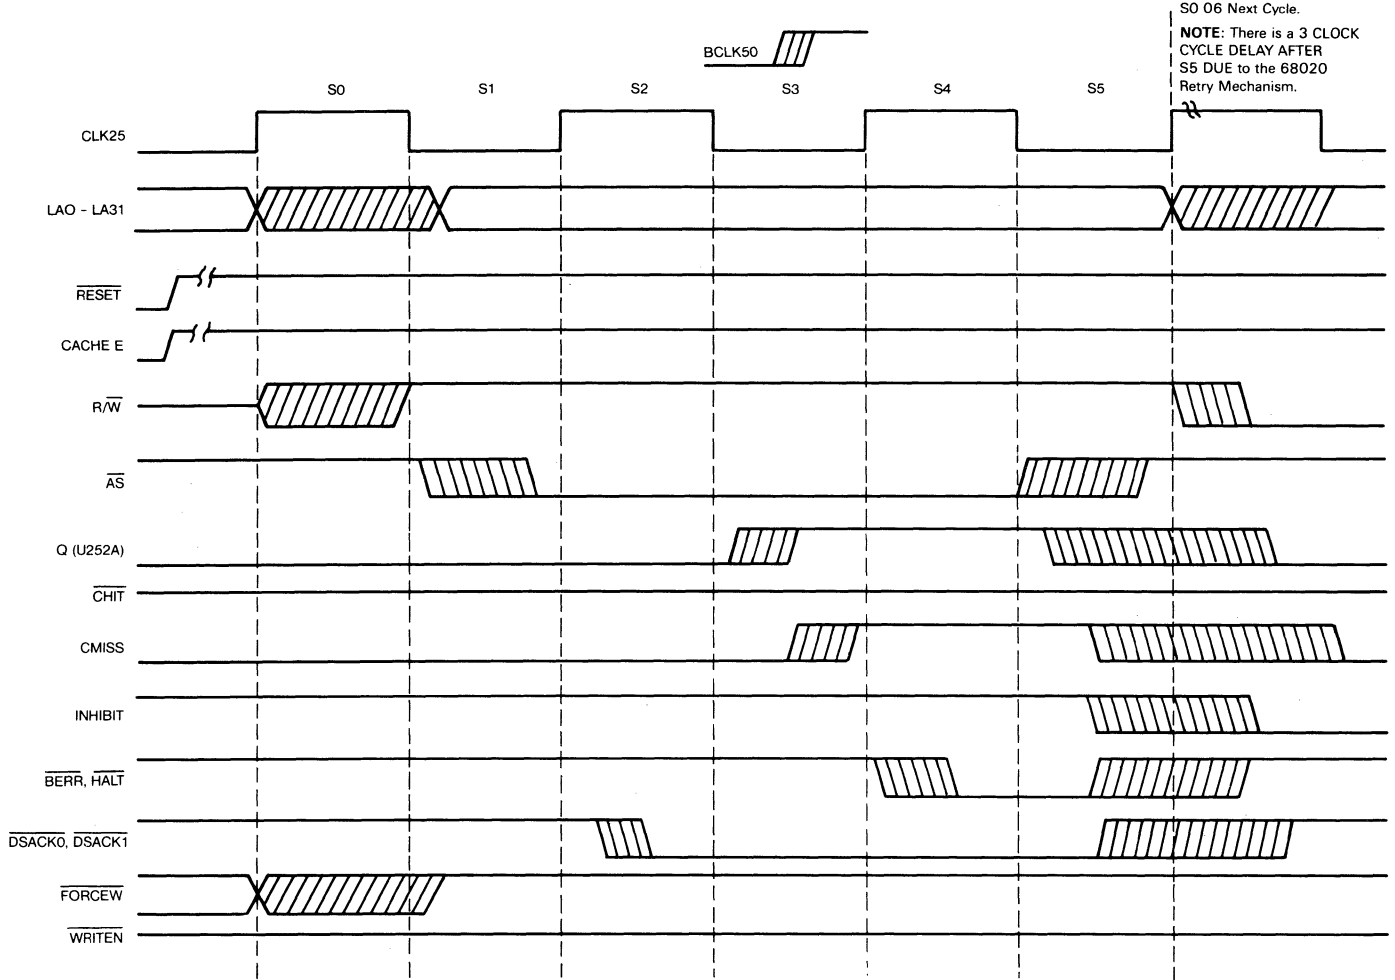 S0 06 Next Cycle.
NOTE: There is a 3 CLOCK
CYCLE DELAY AFTER
S5 DUE to the 68020
Retry Mechanism.
BCLK50
S0 S1 S2 S3 S4 S5
CLK25
LAO - LA31
RESET
CACHE E
R/W
AS
Q (U252A)
CHIT
CMISS
INHIBIT
BERR, HALT
DSACK0, DSACK1
FORCEW
WRITEN